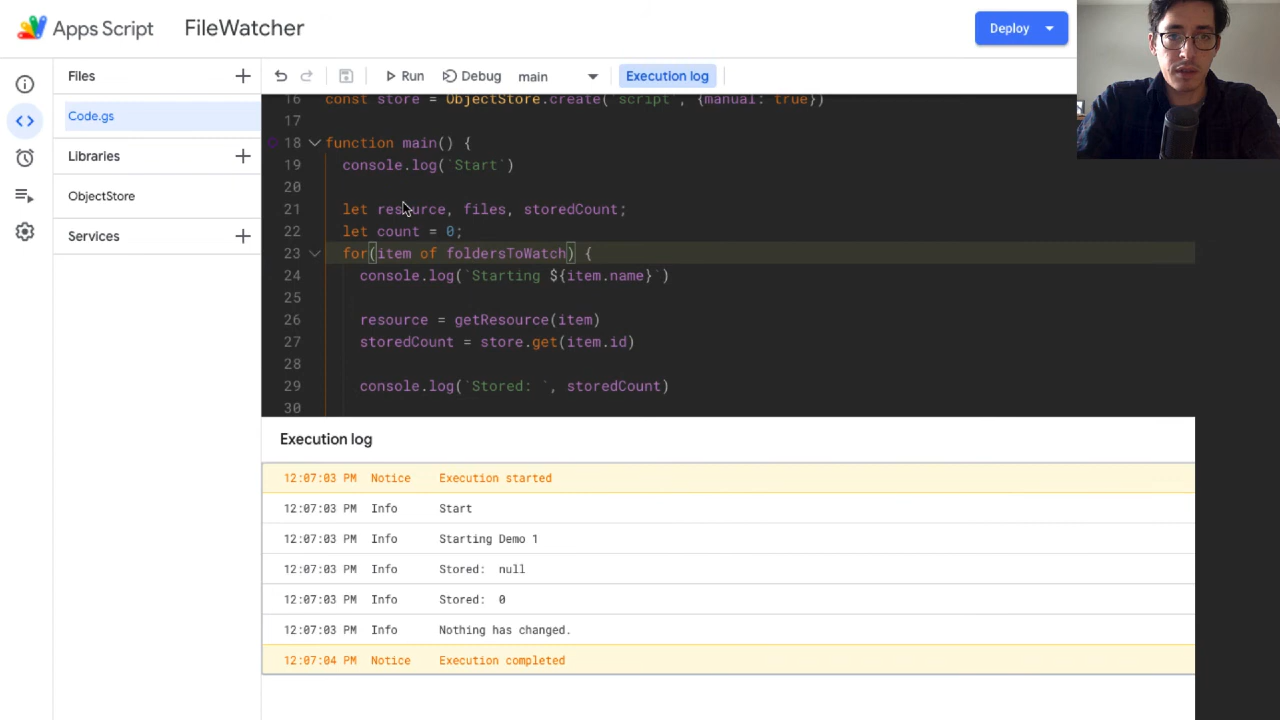 Apps Script
FileWatcher
Deploy
Files
Run
Debug
main
Execution log
Code.gs
Libraries
ObjectStore
Services
16 const store = ObjectStore.create(`script`, {manual: true})
17
18 function main() {
19 console.log(`Start`)
20
21 let resource, files, storedCount;
22 let count = 0;
23 for(item of foldersToWatch) {
24 console.log(`Starting ${item.name}`)
25
26 resource = getResource(item)
27 storedCount = store.get(item.id)
28
29 console.log(`Stored: `, storedCount)
30
Execution log
12:07:03 PM Notice Execution started
12:07:03 PM Info Start
12:07:03 PM Info Starting Demo 1
12:07:03 PM Info Stored: null
12:07:03 PM Info Stored: 0
12:07:03 PM Info Nothing has changed.
12:07:04 PM Notice Execution completed